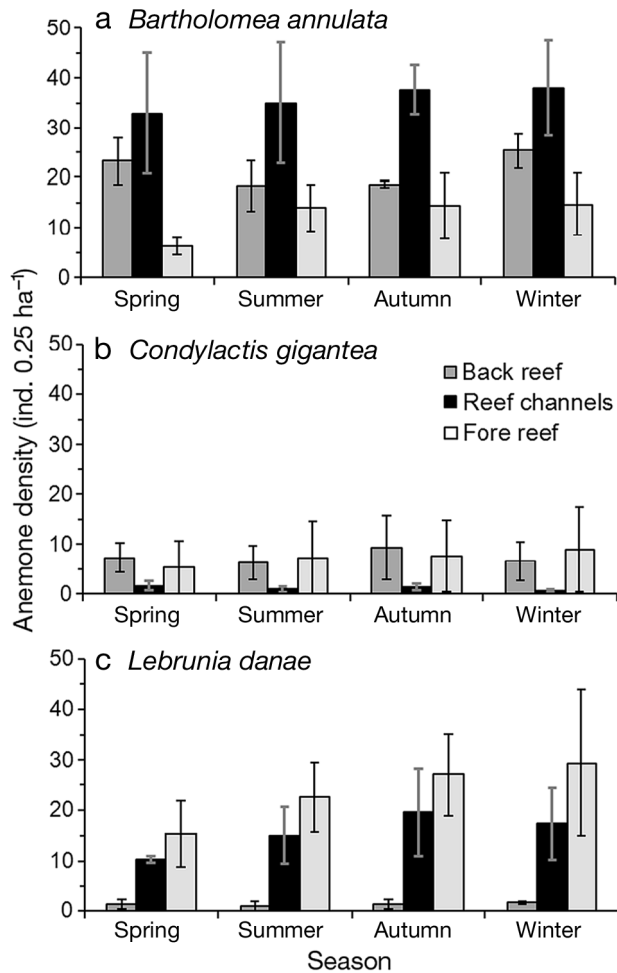 Anemone density (ind. 0.25 ha⁻¹)
a Bartholomea annulata
50
40
30
20
10
0
Spring Summer Autumn Winter
b Condylactis gigantea
50
40
30
20
10
0
Back reef
Reef channels
Fore reef
Spring Summer Autumn Winter
c Lebrunia danae
50
40
30
20
10
0
Spring Summer Autumn Winter
Season